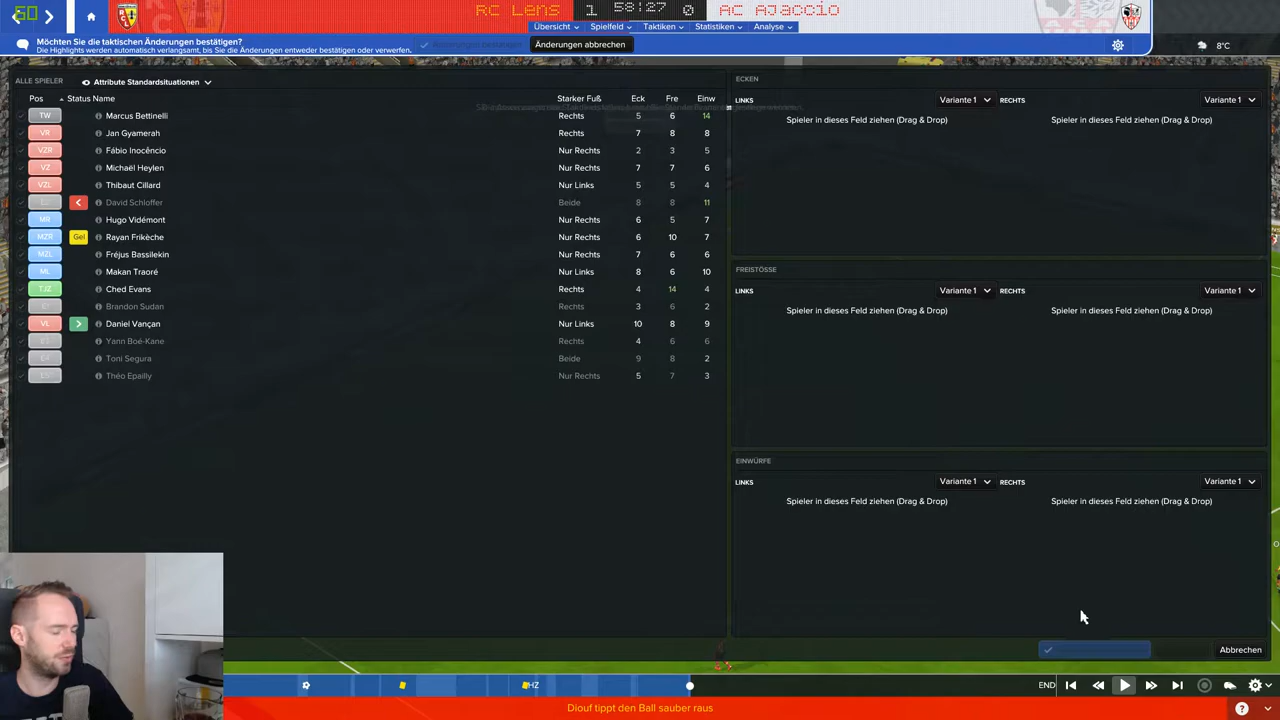 60
RC Lens 1 58:27 0 AC Ajaccio
Übersicht Spielfeld Taktiken Statistiken Analyse
Möchten Sie die taktischen Änderungen bestätigen?
Die Highlights werden automatisch verlangsamt, bis Sie die Änderungen entweder bestätigen oder verwerfen.
Änderungen abbrechen
8°C
ALLE SPIELER
Attribute Standardsituationen
Pos Status Name Starker Fuß Eck Fre Einw
TW Marcus Bettinelli Rechts 5 6 14
VR Jan Gyamerah Rechts 7 8 8
VZR Fábio Inocêncio Nur Rechts 2 3 5
VZ Michaël Heylen Nur Rechts 7 7 6
VZL Thibaut Cillard Nur Links 5 5 4
David Schloffer Beide 8 8 11
MR Hugo Vidémont Nur Rechts 6 5 7
MZR Gel Rayan Frikèche Nur Rechts 6 10 7
MZL Fréjus Bassilekin Nur Rechts 7 6 6
ML Makan Traoré Nur Links 8 6 10
TJZ Ched Evans Rechts 4 14 4
Brandon Sudan Rechts 3 6 2
VL Daniel Vançan Nur Links 10 8 9
Yann Boé-Kane Rechts 4 6 6
Toni Segura Beide 9 8 2
Théo Epailly Nur Rechts 5 7 3
ECKEN
LINKS Variante 1 RECHTS Variante 1
Spieler in dieses Feld ziehen (Drag & Drop) Spieler in dieses Feld ziehen (Drag & Drop)
FREISTÖSSE
LINKS Variante 1 RECHTS Variante 1
Spieler in dieses Feld ziehen (Drag & Drop) Spieler in dieses Feld ziehen (Drag & Drop)
EINWÜRFE
LINKS Variante 1 RECHTS Variante 1
Spieler in dieses Feld ziehen (Drag & Drop) Spieler in dieses Feld ziehen (Drag & Drop)
Abbrechen
HZ END
Diouf tippt den Ball sauber raus